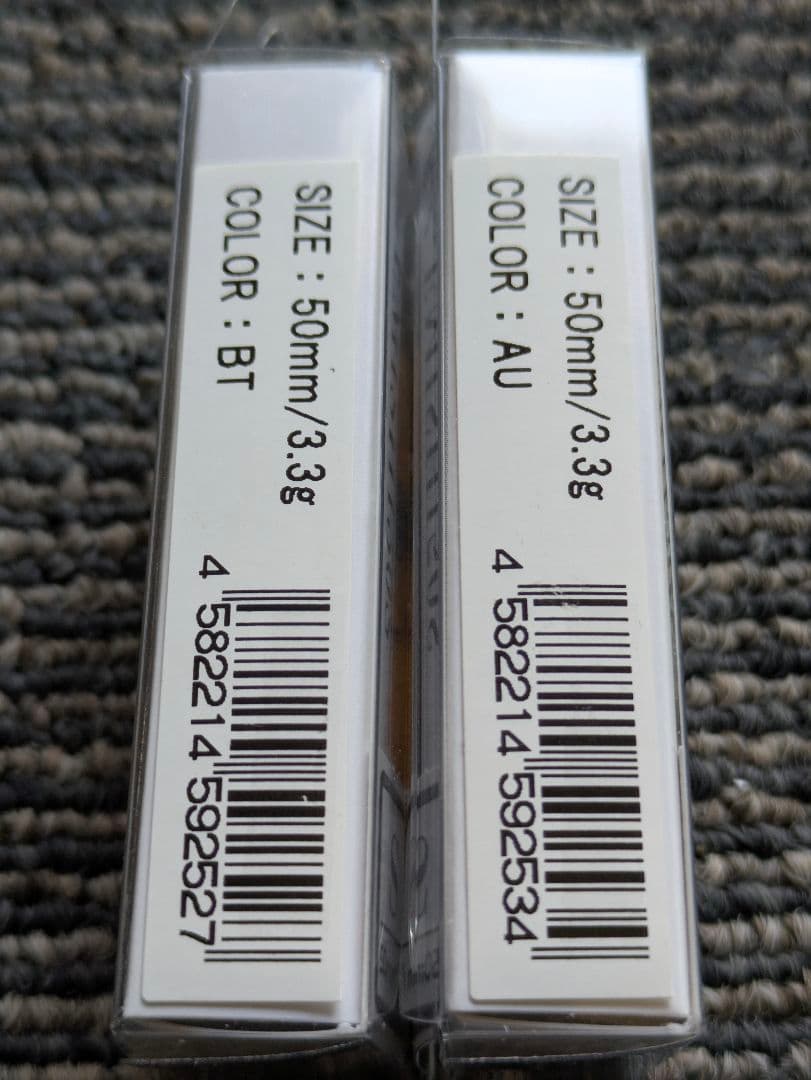 SIZE : 50mm/3.3g
COLOR : BT
4 582214 592527
SIZE : 50mm/3.3g
COLOR : AU
4 582214 592534